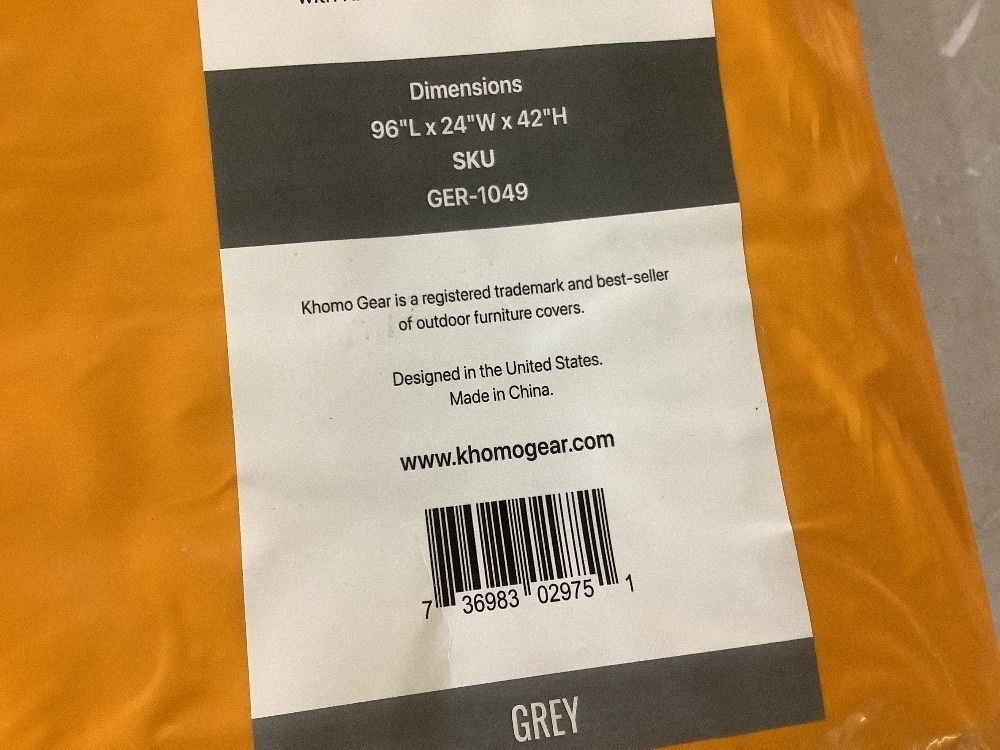 Dimensions
96"L x 24"W x 42"H
SKU
GER-1049
Khomo Gear is a registered trademark and best-seller
of outdoor furniture covers.
Designed in the United States.
Made in China.
www.khomogear.com
7 36983 02975 1
GREY